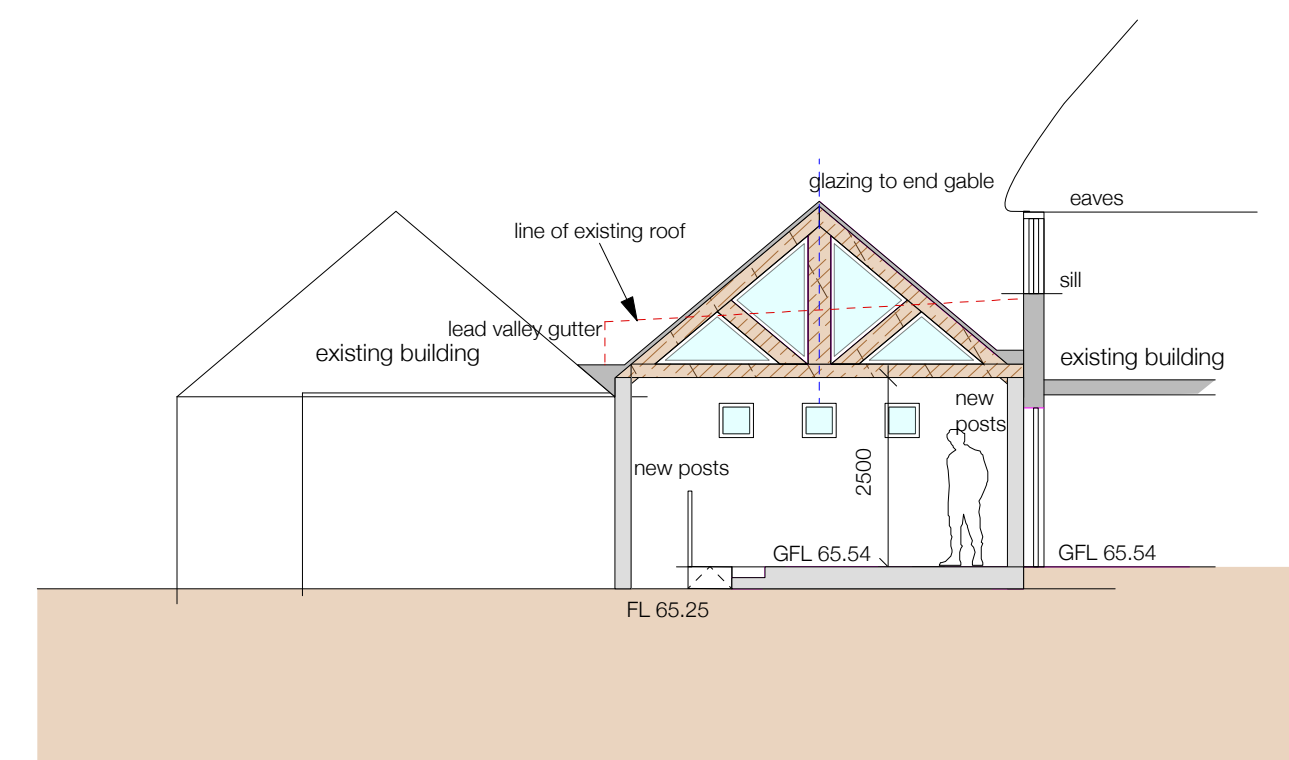 glazing to end gable
eaves
line of existing roof
sill
lead valley gutter
existing building
existing building
new
posts
new posts
2500
GFL 65.54
GFL 65.54
FL 65.25